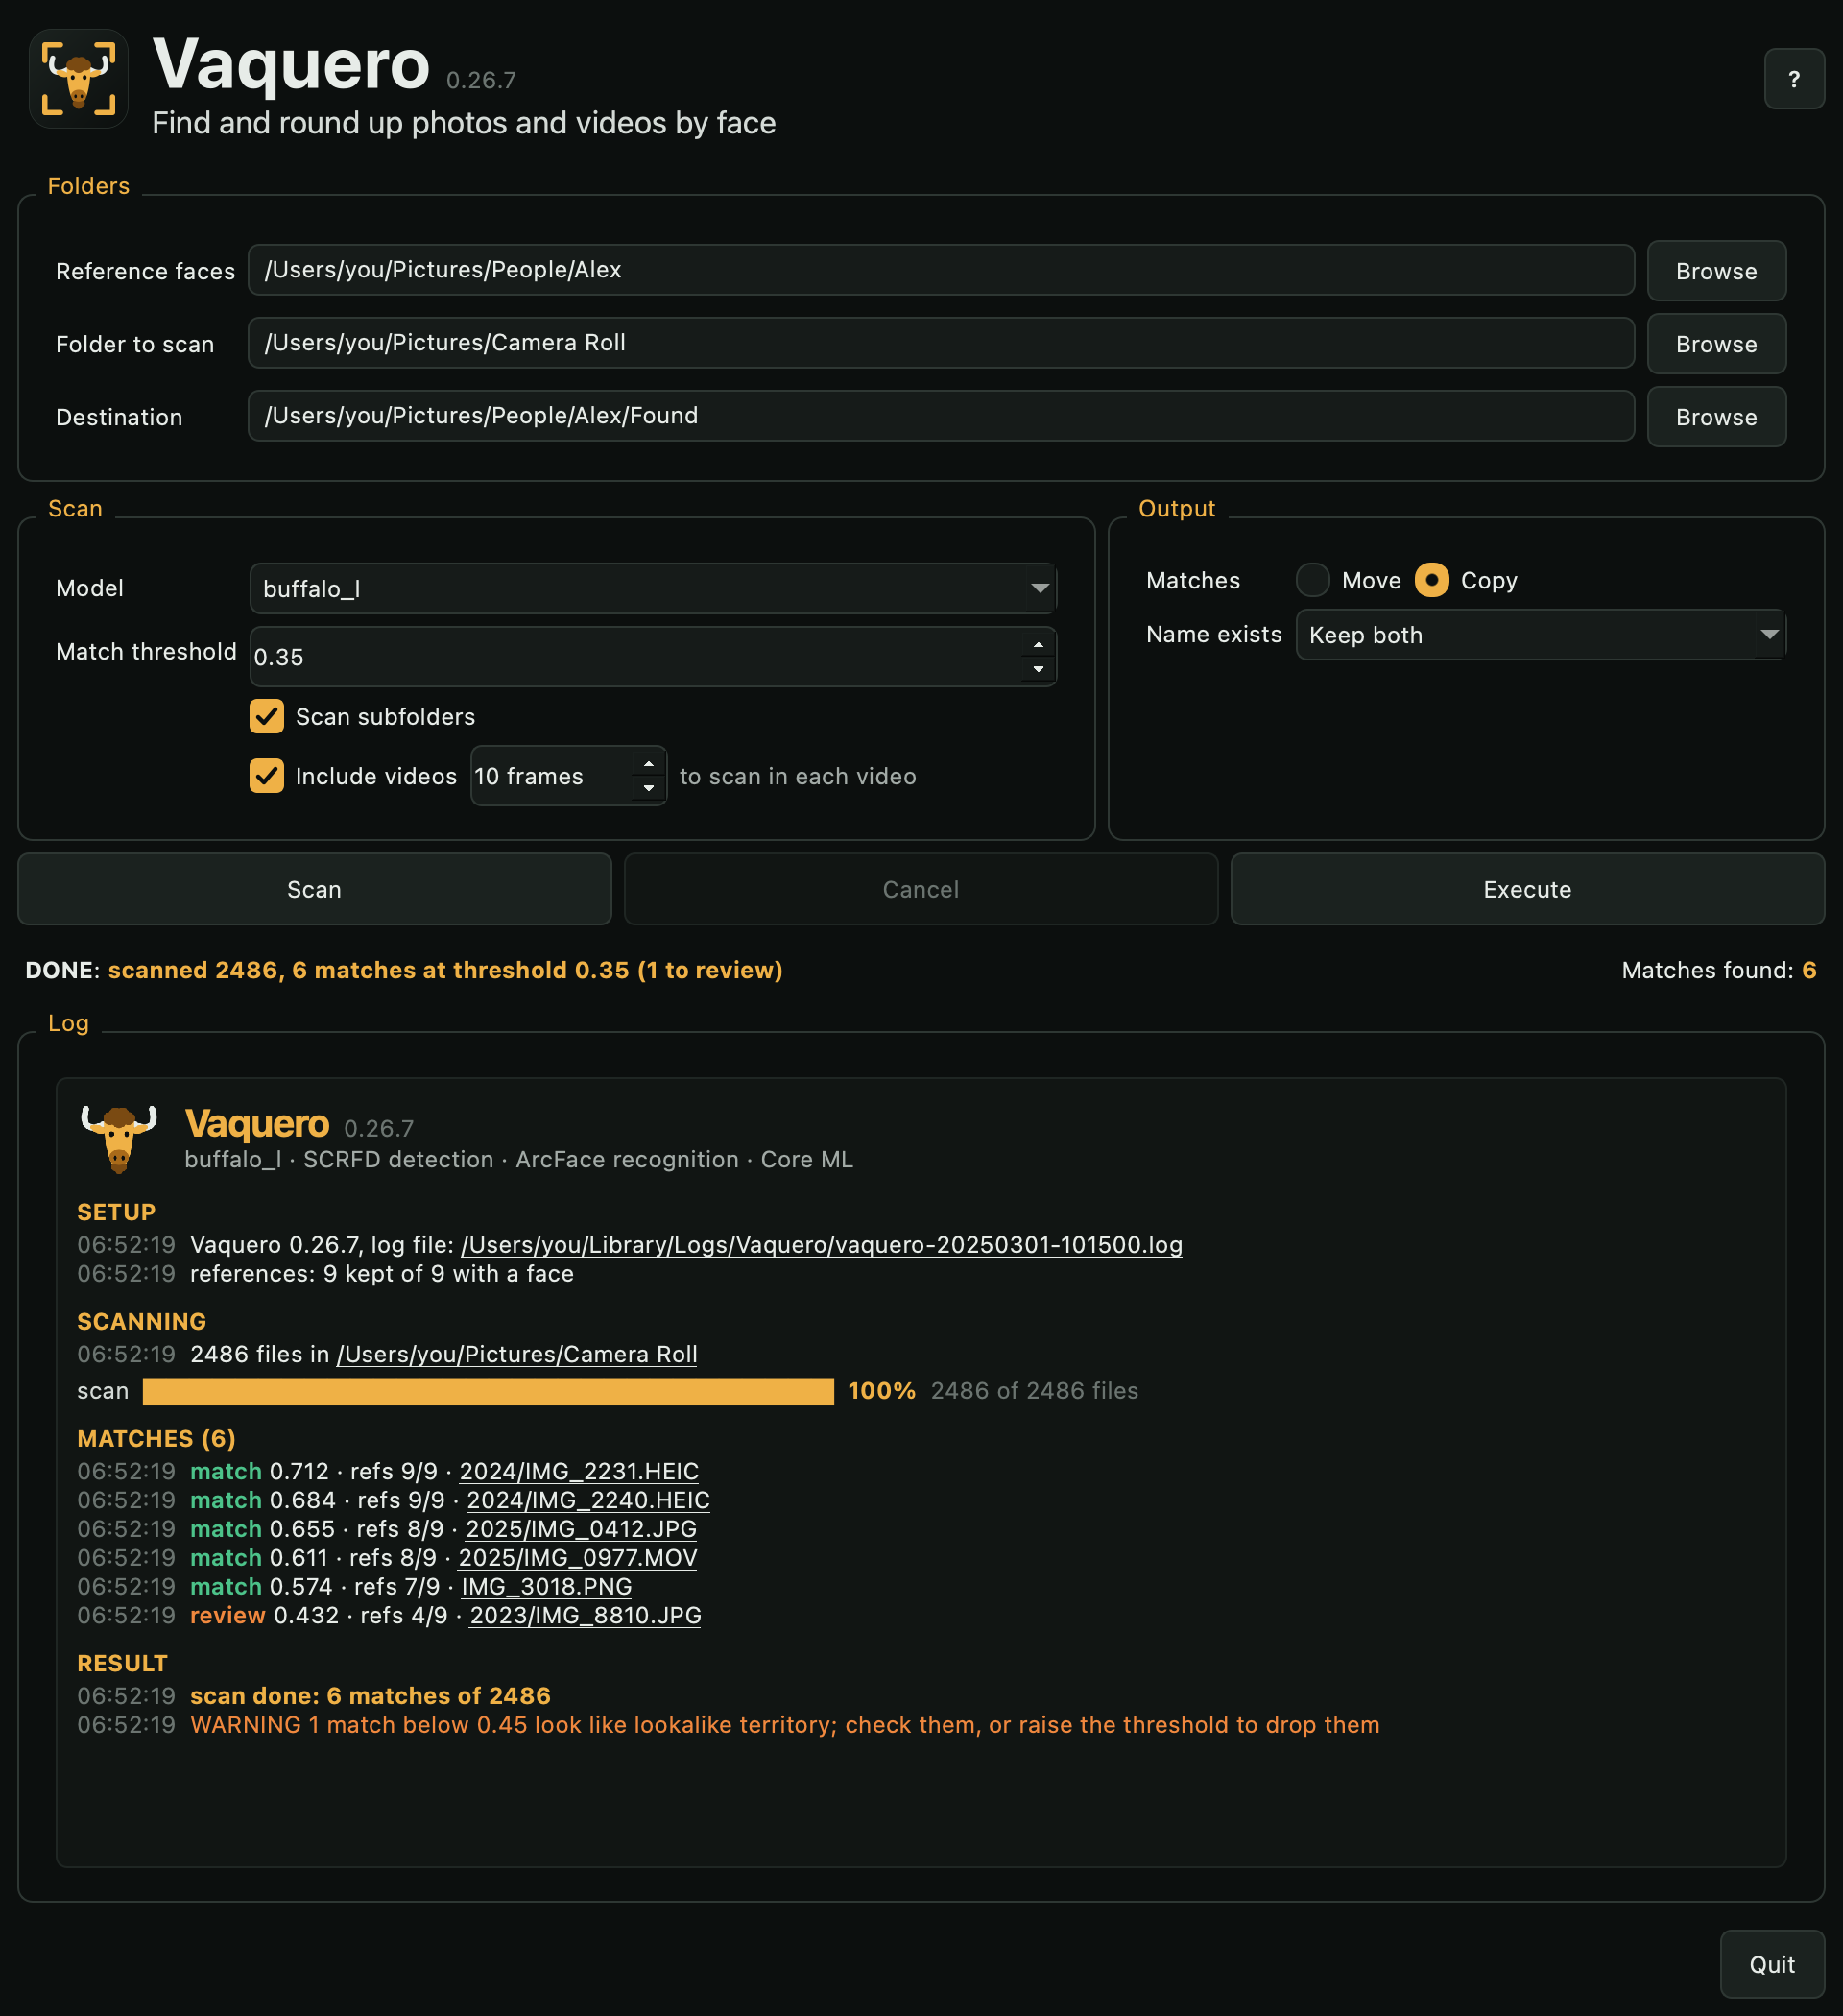 Vaquero 0.26.7
?
Find and round up photos and videos by face
Folders
Reference faces /Users/you/Pictures/People/Alex Browse
Folder to scan /Users/you/Pictures/Camera Roll Browse
Destination /Users/you/Pictures/People/Alex/Found Browse
Scan
Model buffalo_l
Match threshold 0.35
Scan subfolders
Include videos 10 frames to scan in each video
Output
Matches Move Copy
Name exists Keep both
Scan Cancel Execute
DONE: scanned 2486, 6 matches at threshold 0.35 (1 to review) Matches found: 6
Log
Vaquero 0.26.7
buffalo_l · SCRFD detection · ArcFace recognition · Core ML
SETUP
06:52:19 Vaquero 0.26.7, log file: /Users/you/Library/Logs/Vaquero/vaquero-20250301-101500.log
06:52:19 references: 9 kept of 9 with a face
SCANNING
06:52:19 2486 files in /Users/you/Pictures/Camera Roll
scan 100% 2486 of 2486 files
MATCHES (6)
06:52:19 match 0.712 · refs 9/9 · 2024/IMG_2231.HEIC
06:52:19 match 0.684 · refs 9/9 · 2024/IMG_2240.HEIC
06:52:19 match 0.655 · refs 8/9 · 2025/IMG_0412.JPG
06:52:19 match 0.611 · refs 8/9 · 2025/IMG_0977.MOV
06:52:19 match 0.574 · refs 7/9 · IMG_3018.PNG
06:52:19 review 0.432 · refs 4/9 · 2023/IMG_8810.JPG
RESULT
06:52:19 scan done: 6 matches of 2486
06:52:19 WARNING 1 match below 0.45 look like lookalike territory; check them, or raise the threshold to drop them
Quit